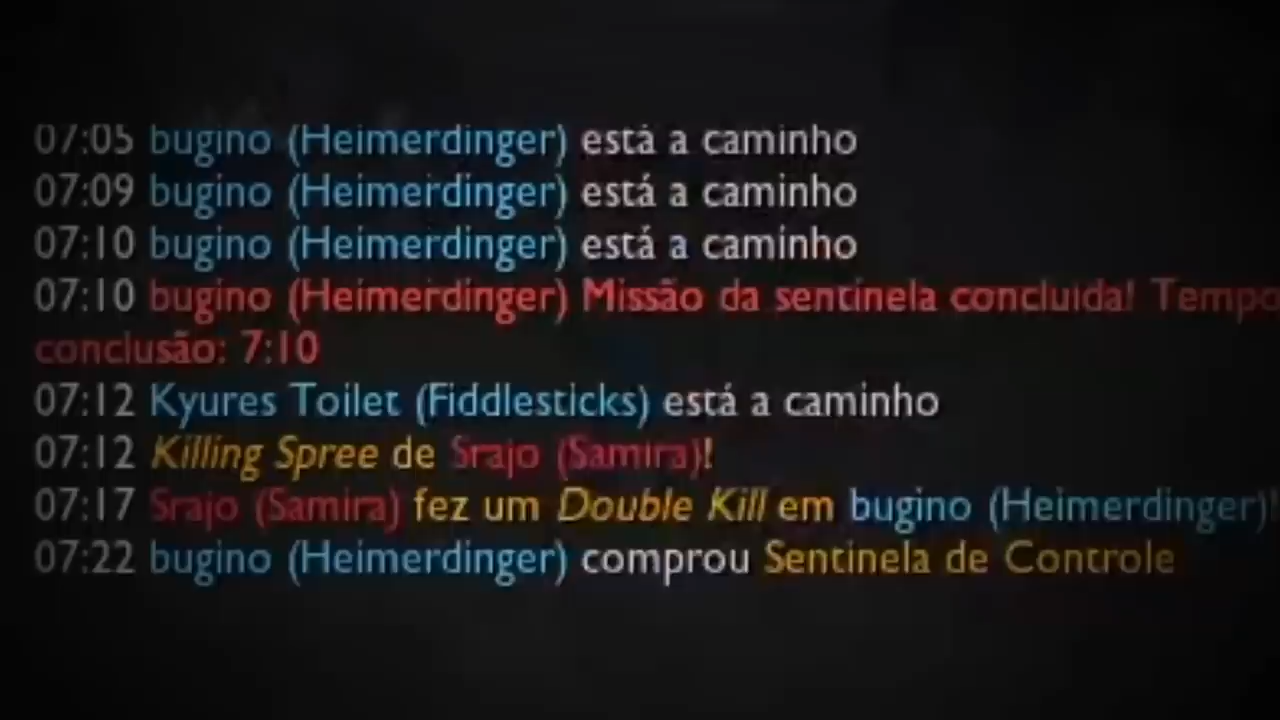 07:05 bugino (Heimerdinger) está a caminho
07:09 bugino (Heimerdinger) está a caminho
07:10 bugino (Heimerdinger) está a caminho
07:10 bugino (Heimerdinger) Missão da sentinela concluída! Tempo
conclusão: 7:10
07:12 Kyures Toilet (Fiddlesticks) está a caminho
07:12 Killing Spree de Srajo (Samira)!
07:17 Srajo (Samira) fez um Double Kill em bugino (Heimerdinger)!
07:22 bugino (Heimerdinger) comprou Sentinela de Controle